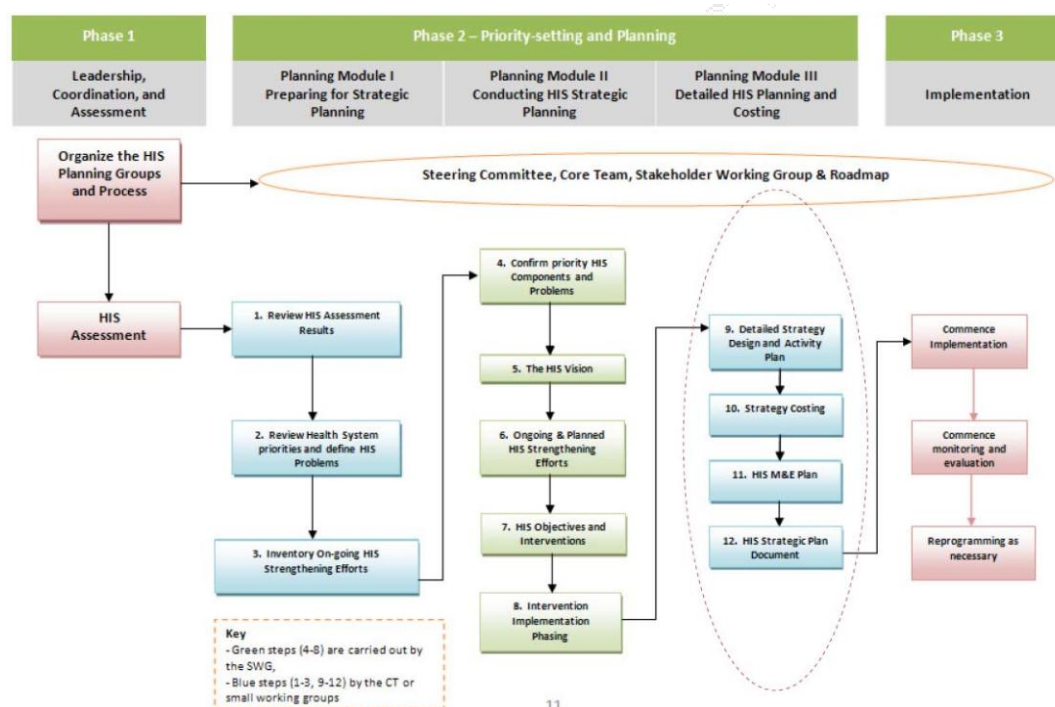 Phase 1
Phase 2 – Priority-setting and Planning
Phase 3
Leadership,
Coordination, and
Assessment
Planning Module I
Preparing for Strategic
Planning
Planning Module II
Conducting HIS Strategic
Planning
Planning Module III
Detailed HIS Planning and
Costing
Implementation
Organize the HIS
Planning Groups
and Process
Steering Committee, Core Team, Stakeholder Working Group & Roadmap
HIS
Assessment
1. Review HIS Assessment
Results
2. Review Health System
priorities and define HIS
Problems
3. Inventory On-going HIS
Strengthening Efforts
4. Confirm priority HIS
Components and
Problems
5. The HIS Vision
6. Ongoing & Planned
HIS Strengthening
Efforts
7. HIS Objectives and
Interventions
8. Intervention
Implementation
Phasing
9. Detailed Strategy
Design and Activity
Plan
10. Strategy Costing
11. HIS M&E Plan
12. HIS Strategic Plan
Document
Commence
Implementation
Commence
monitoring and
evaluation
Reprogramming as
necessary
Key
- Green steps (4-8) are carried out by
the SWG,
- Blue steps (1-3, 9-12) by the CT or
small working groups
11